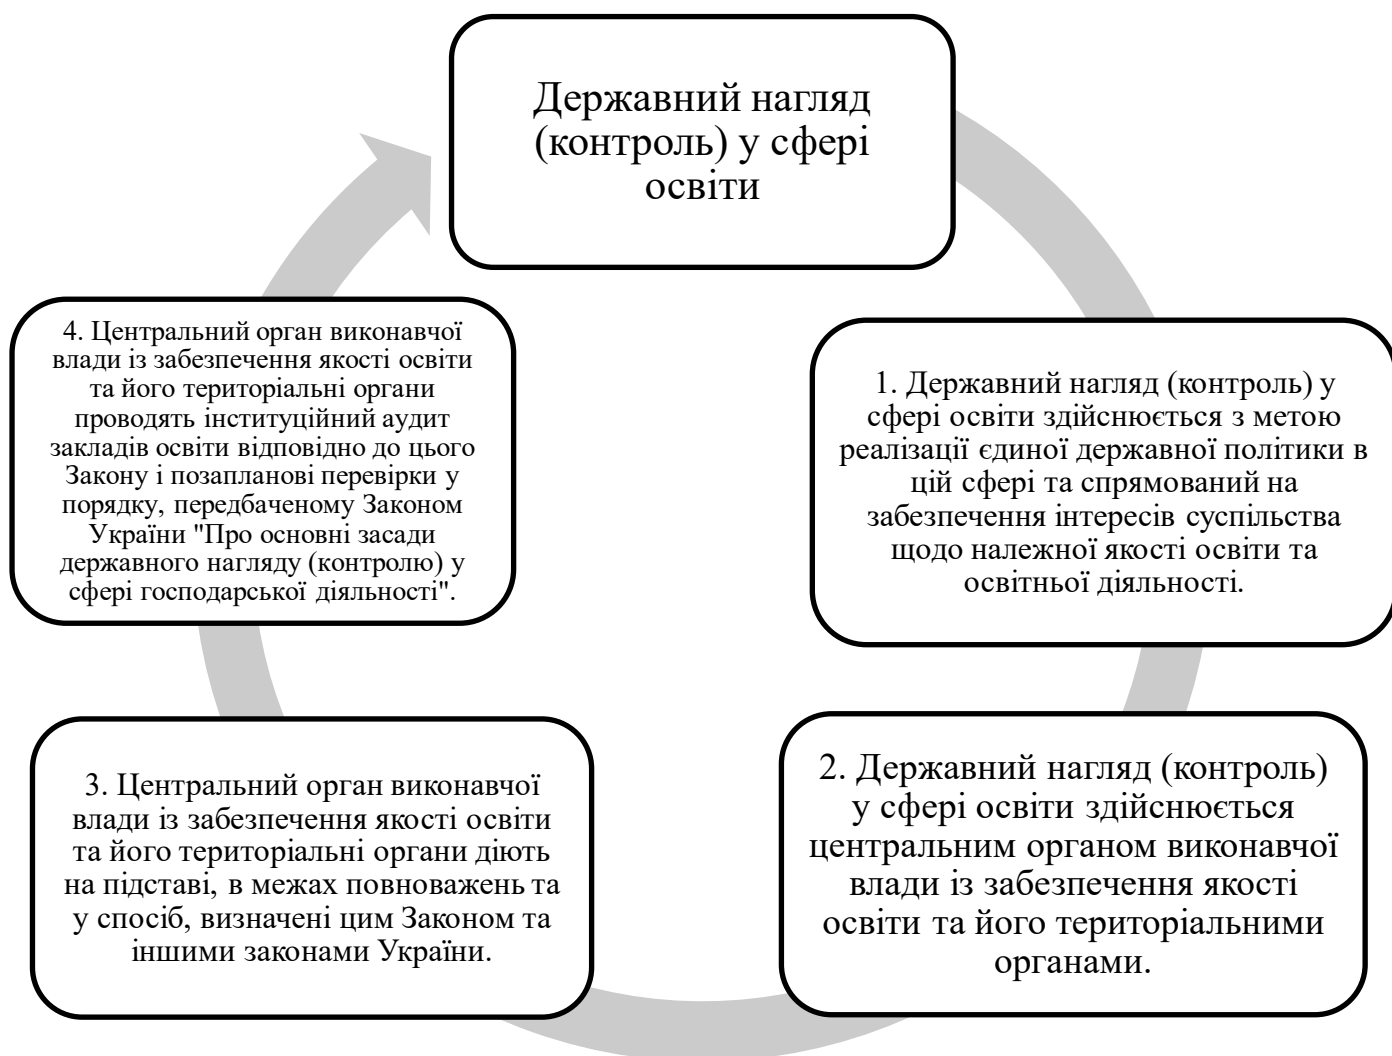 Державний нагляд
(контроль) у сфері
освіти
1. Державний нагляд (контроль) у
сфері освіти здійснюється з метою
реалізації єдиної державної політики в
цій сфері та спрямований на
забезпечення інтересів суспільства
щодо належної якості освіти та
освітньої діяльності.
2. Державний нагляд (контроль)
у сфері освіти здійснюється
центральним органом виконавчої
влади із забезпечення якості
освіти та його територіальними
органами.
3. Центральний орган виконавчої
влади із забезпечення якості освіти
та його територіальні органи діють
на підставі, в межах повноважень та
у спосіб, визначені цим Законом та
іншими законами України.
4. Центральний орган виконавчої
влади із забезпечення якості освіти
та його територіальні органи
проводять інституційний аудит
закладів освіти відповідно до цього
Закону і позапланові перевірки у
порядку, передбаченому Законом
України "Про основні засади
державного нагляду (контролю) у
сфері господарської діяльності".